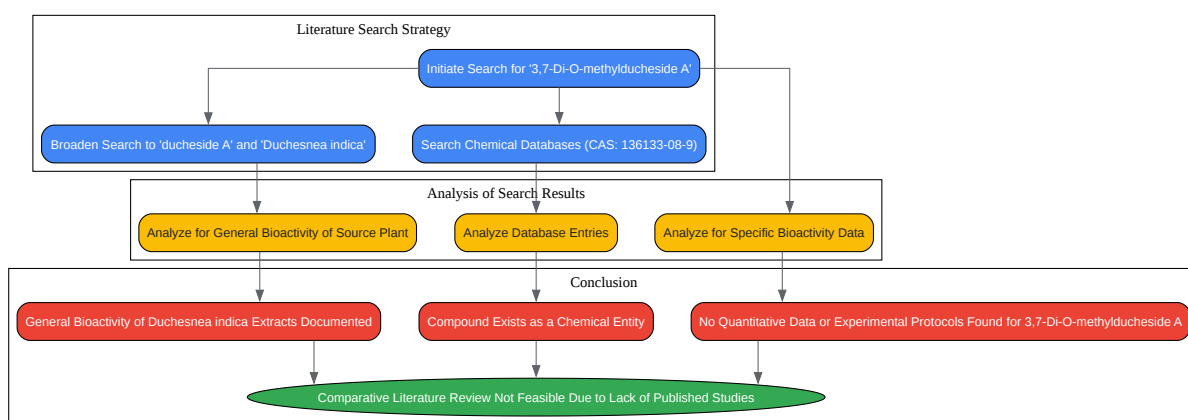 Literature Search Strategy
Initiate Search for '3,7-Di-O-methylducheside A'
Broaden Search to 'ducheside A' and 'Duchesnea indica'
Search Chemical Databases (CAS: 136133-08-9)
Analysis of Search Results
Analyze for General Bioactivity of Source Plant
Analyze Database Entries
Analyze for Specific Bioactivity Data
Conclusion
General Bioactivity of Duchesnea indica Extracts Documented
Compound Exists as a Chemical Entity
No Quantitative Data or Experimental Protocols Found for 3,7-Di-O-methylducheside A
Comparative Literature Review Not Feasible Due to Lack of Published Studies